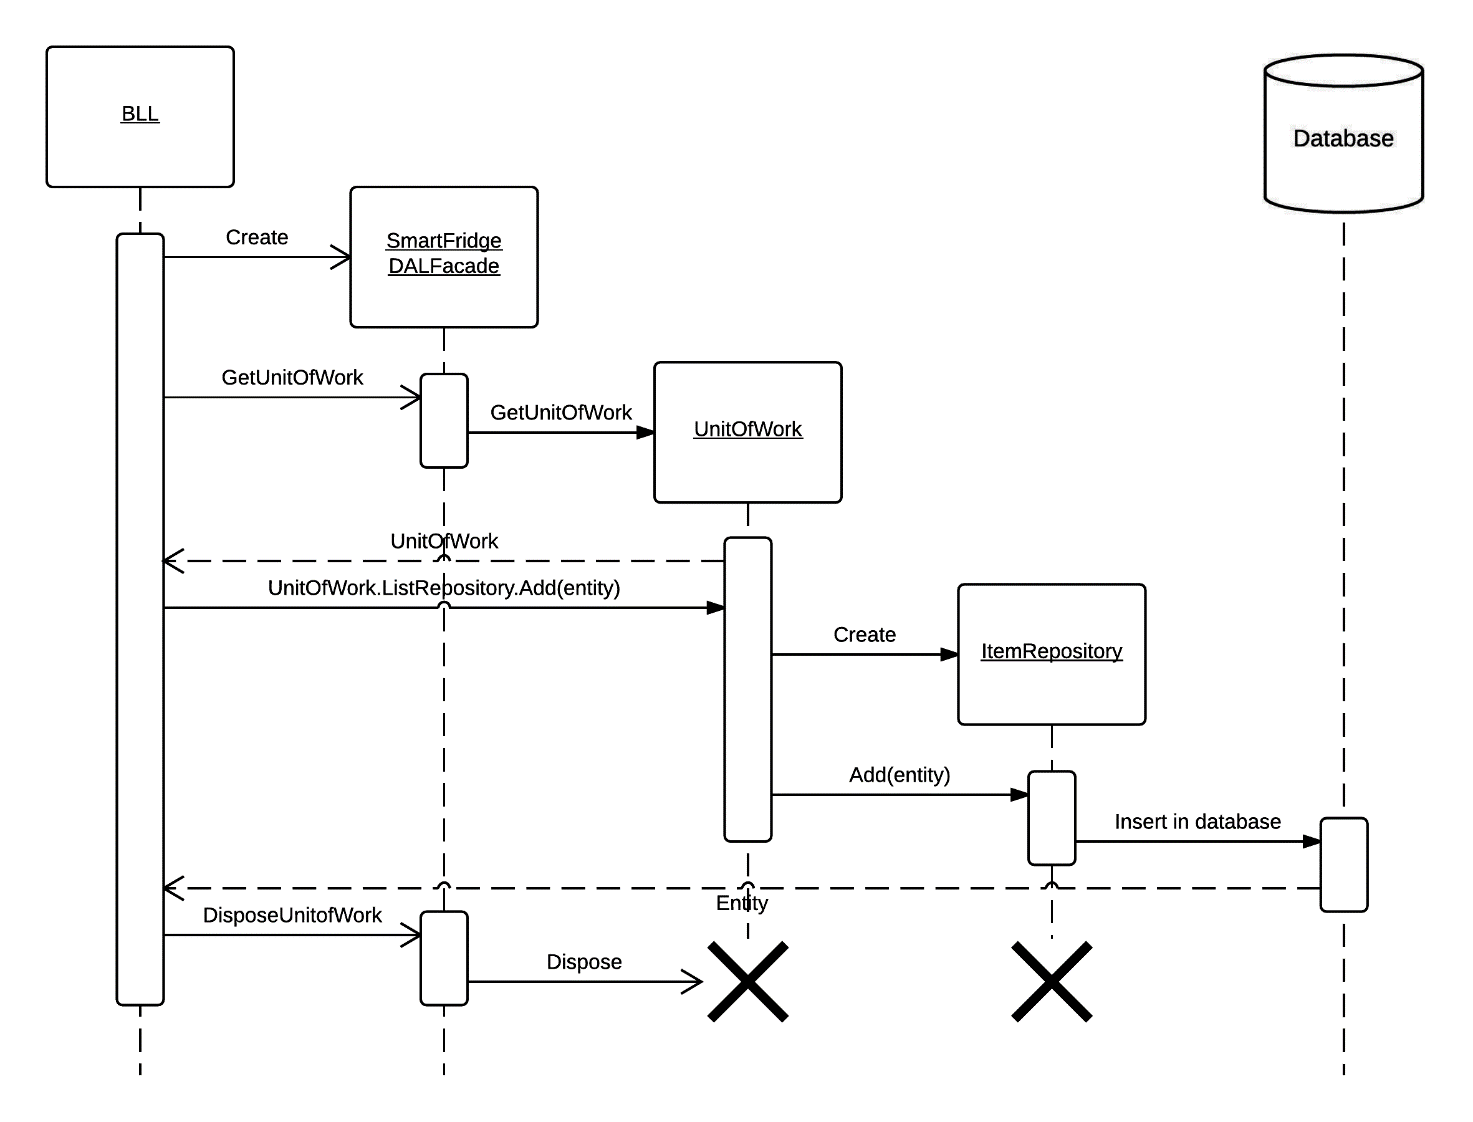 BLL
Database
Create
SmartFridge
DALFacade
GetUnitOfWork
GetUnitOfWork
UnitOfWork
UnitOfWork
UnitOfWork.ListRepository.Add(entity)
Create
ItemRepository
Add(entity)
Insert in database
Entity
DisposeUnitofWork
Dispose